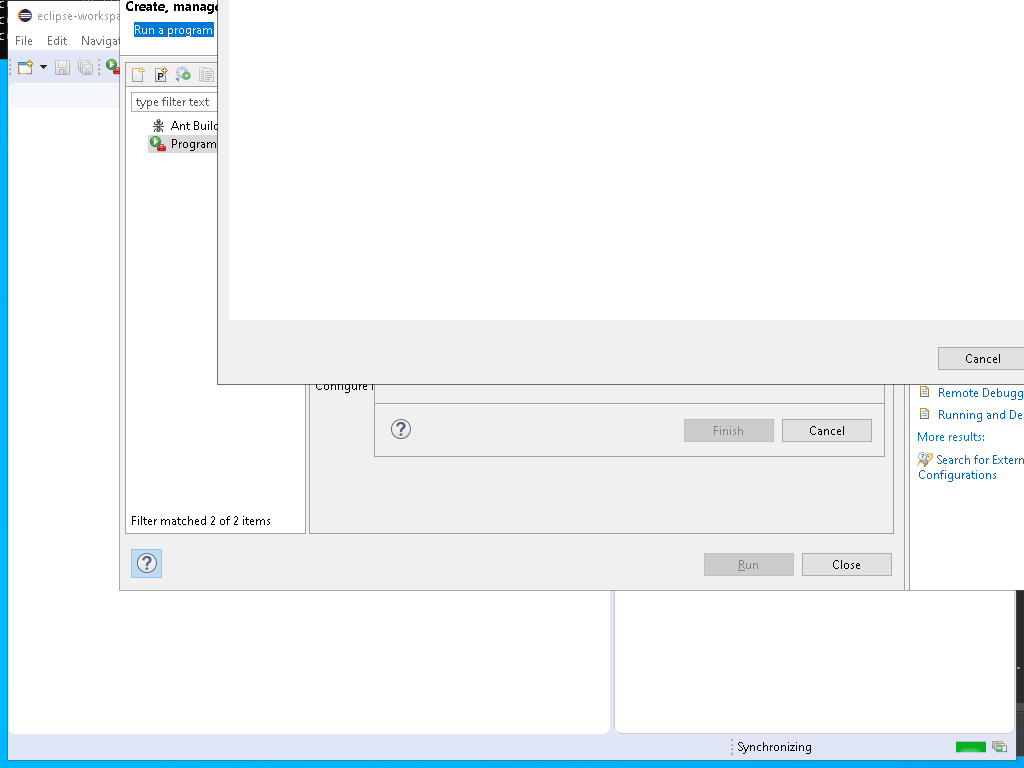 eclipse-workspa
File Edit Navigat
Create, manag
Run a program
type filter text
Ant Build
Program
Configure
Filter matched 2 of 2 items
Cancel
Finish
Cancel
Run
Close
Remote Debugg
Running and De
More results:
Search for Extern
Configurations
Synchronizing